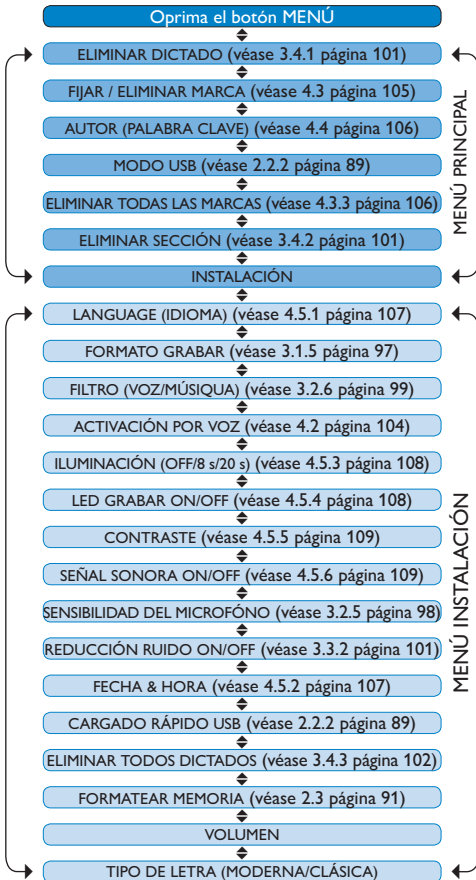 Oprima el botón MENÚ
ELIMINAR DICTADO (véase 3.4.1 página 101)
FIJAR / ELIMINAR MARCA (véase 4.3 página 105)
AUTOR (PALABRA CLAVE) (véase 4.4 página 106)
MODO USB (véase 2.2.2 página 89)
ELIMINAR TODAS LAS MARCAS (véase 4.3.3 página 106)
ELIMINAR SECCIÓN (véase 3.4.2 página 101)
INSTALACIÓN
MENÚ PRINCIPAL
LANGUAGE (IDIOMA) (véase 4.5.1 página 107)
FORMATO GRABAR (véase 3.1.5 página 97)
FILTRO (VOZ/MÚSIQUA) (véase 3.2.6 página 99)
ACTIVACIÓN POR VOZ (véase 4.2 página 104)
ILUMINACIÓN (OFF/8 s/20 s) (véase 4.5.3 página 108)
LED GRABAR ON/OFF (véase 4.5.4 página 108)
CONTRASTE (véase 4.5.5 página 109)
SEÑAL SONORA ON/OFF (véase 4.5.6 página 109)
SENSIBILIDAD DEL MICROFÓNO (véase 3.2.5 página 98)
REDUCCIÓN RUIDO ON/OFF (véase 3.3.2 página 101)
FECHA & HORA (véase 4.5.2 página 107)
CARGADO RÁPIDO USB (véase 2.2.2 página 89)
ELIMINAR TODOS DICTADOS (véase 3.4.3 página 102)
FORMATEAR MEMORIA (véase 2.3 página 91)
VOLUMEN
TIPO DE LETRA (MODERNA/CLÁSICA)
MENÚ INSTALACIÓN